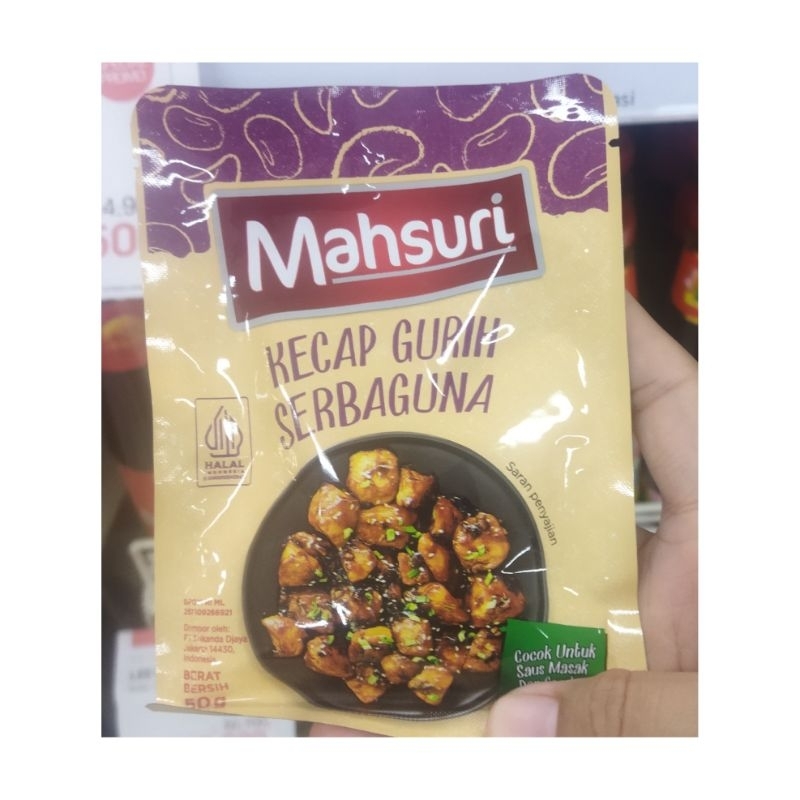 Mahsuri
KECAP GURIH
SERBAGUNA
HALAL
INDONESIA
Saran penyajian
Diimpor oleh:
Jakarta 14430,
Indonesia
BERAT
BERSIH
50 G
Cocok Untuk
Saus Masak